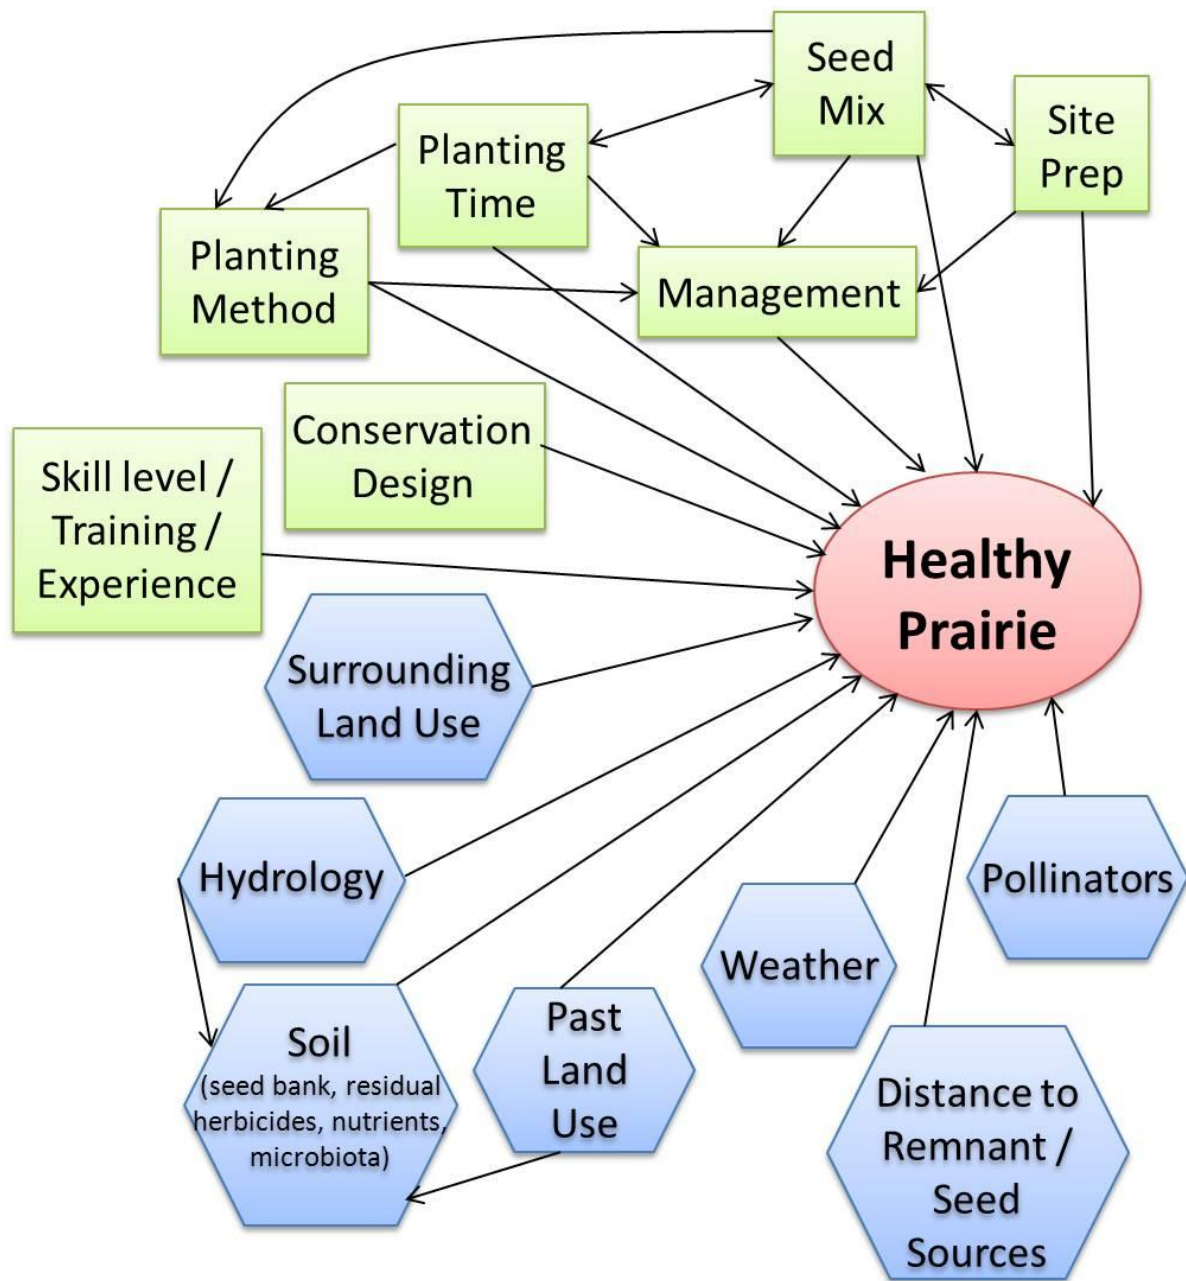 Seed
Mix
Site
Prep
Planting
Time
Planting
Method
Management
Conservation
Design
Skill level /
Training /
Experience
Healthy
Prairie
Surrounding
Land Use
Hydrology
Pollinators
Weather
Soil
(seed bank, residual
herbicides, nutrients,
microbiota)
Past
Land
Use
Distance to
Remnant /
Seed
Sources